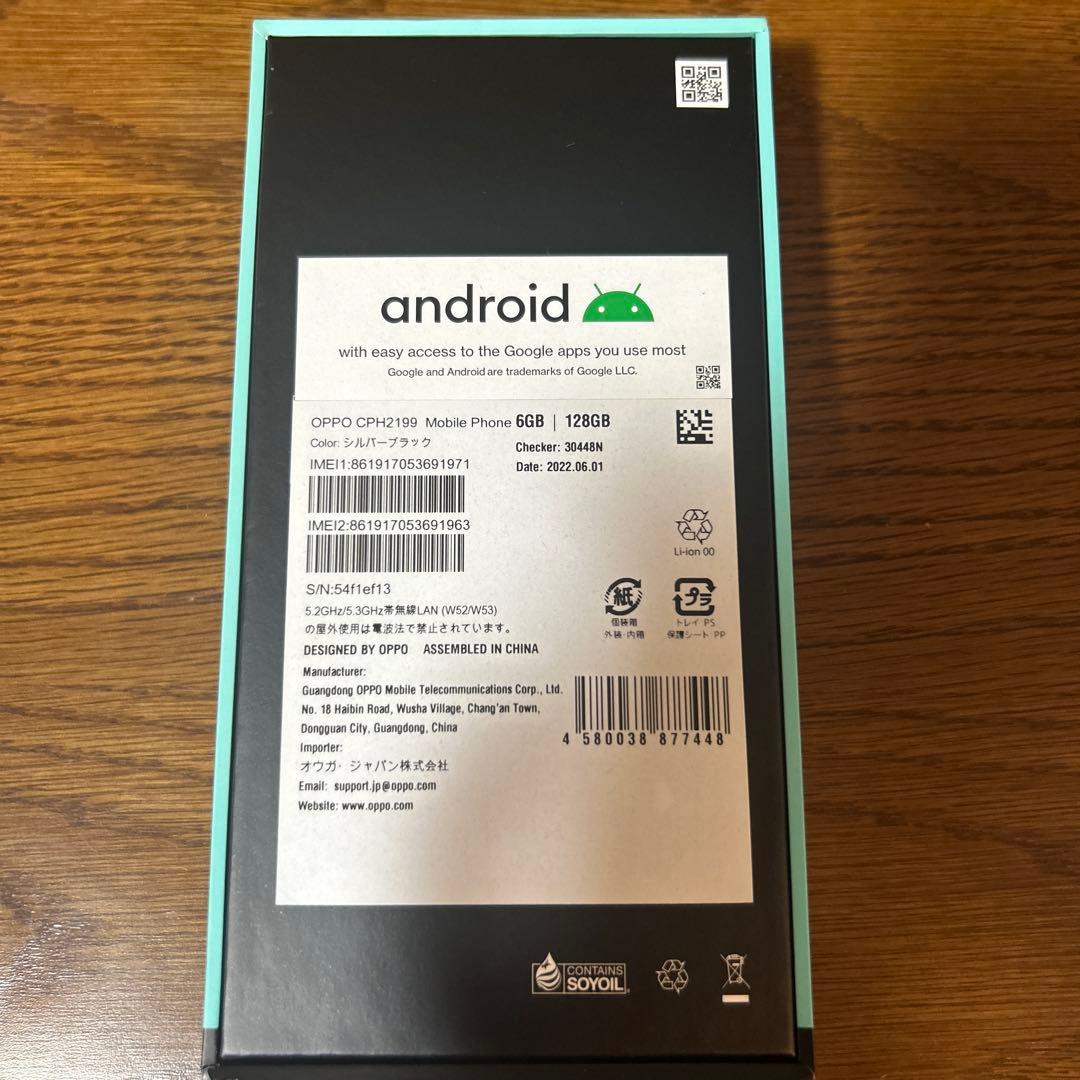 android
with easy access to the Google apps you use most
Google and Android are trademarks of Google LLC.
OPPO CPH2199 Mobile Phone 6GB | 128GB
Color: シルバーブラック
Checker: 30448N
IMEI1:861917053691971
Date: 2022.06.01
IMEI2:861917053691963
Li-ion 00
S/N:54f1ef13
5.2GHz/5.3GHz帯無線LAN (W52/W53)
の屋外使用は電波法で禁止されています。
紙
個装箱
外装・内箱
プラ
トレイ PS
保護シート・PP
DESIGNED BY OPPO ASSEMBLED IN CHINA
Manufacturer:
Guangdong OPPO Mobile Telecommunications Corp., Ltd.
No. 18 Haibin Road, Wusha Village, Chang'an Town,
Dongguan City, Guangdong, China
Importer:
オウガ・ジャパン株式会社
Email: support.jp@oppo.com
Website: www.oppo.com
4 580038 877448
CONTAINS
SOYOIL